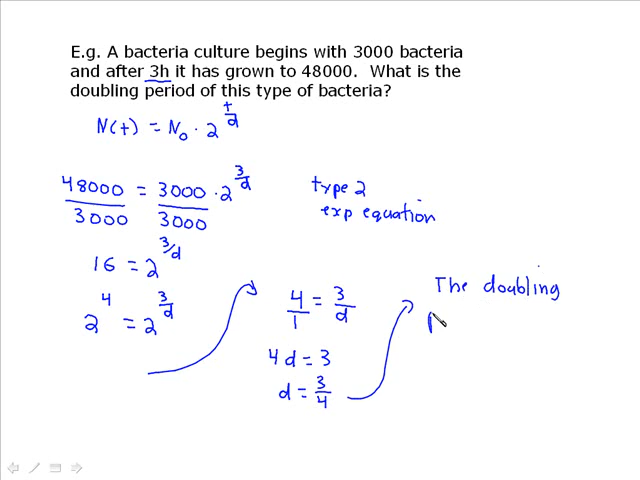 E.g. A bacteria culture begins with 3000 bacteria
and after 3h it has grown to 48000. What is the
doubling period of this type of bacteria?
N(t) = N₀ · 2^(t/d)
48000/3000 = 3000 · 2^(3/d)/3000
type 2
exp equation
16 = 2^(3/d)
2^4 = 2^(3/d)
4/1 = 3/d
4d = 3
d = 3/4
The doubling